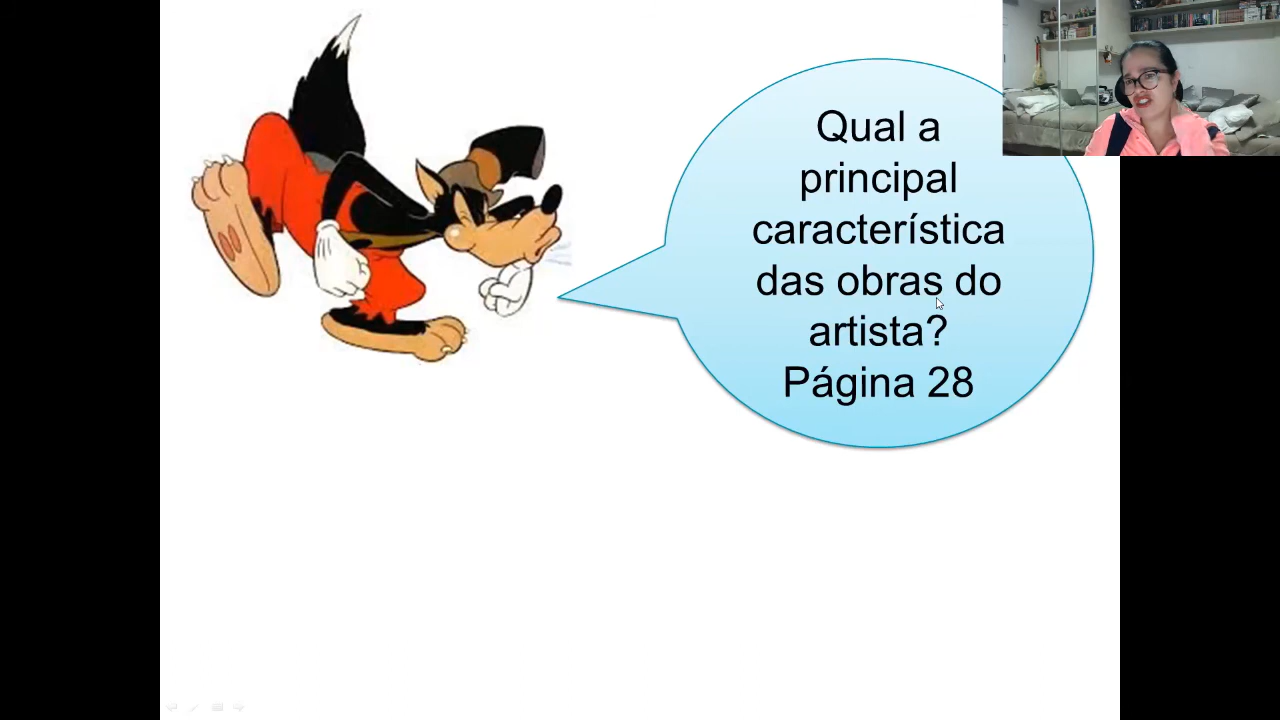 Qual a
principal
característica
das obras do
artista?
Página 28